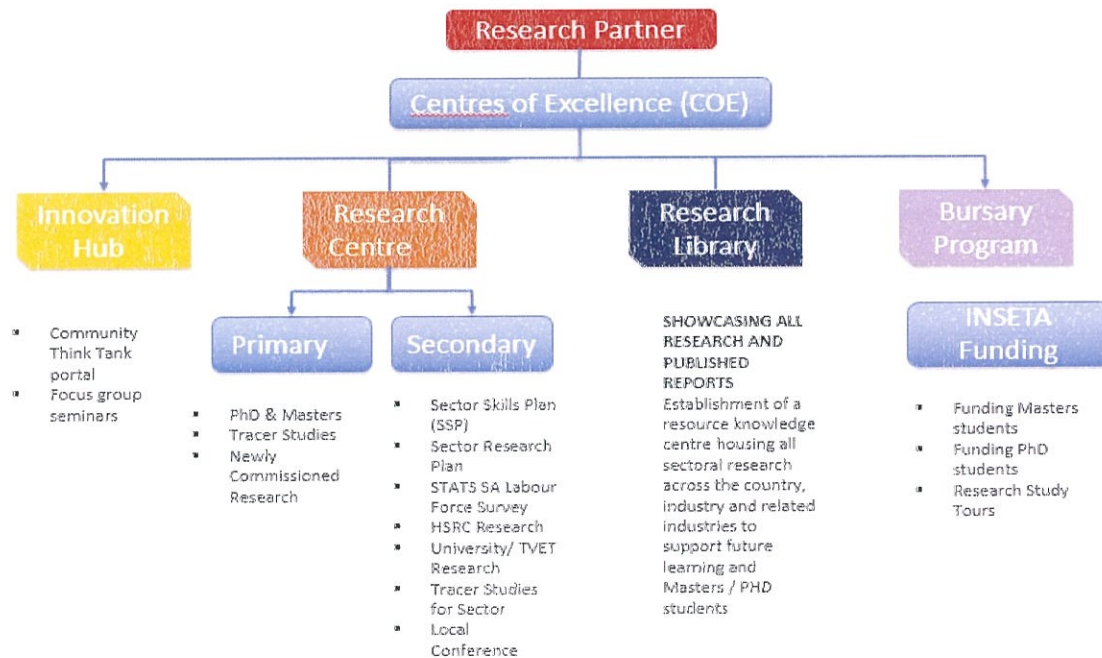 Research Partner
Centres of Excellence (COE)
Innovation
Hub
Research
Centre
Research
Library
Bursary
Program
▪ Community
Think Tank
portal
▪ Focus group
seminars
Primary
▪ PhD & Masters
▪ Tracer Studies
▪ Newly
Commissioned
Research
Secondary
▪ Sector Skills Plan
(SSP)
▪ Sector Research
Plan
▪ STATS SA Labour
Force Survey
▪ HSRC Research
▪ University/ TVET
Research
▪ Tracer Studies
for Sector
▪ Local
Conference
SHOWCASING ALL
RESEARCH AND
PUBLISHED
REPORTS
Establishment of a
resource knowledge
centre housing all
sectoral research
across the country,
industry and related
industries to
support future
learning and
Masters / PHD
students
INSETA
Funding
▪ Funding Masters
students
▪ Funding PhD
students
▪ Research Study
Tours